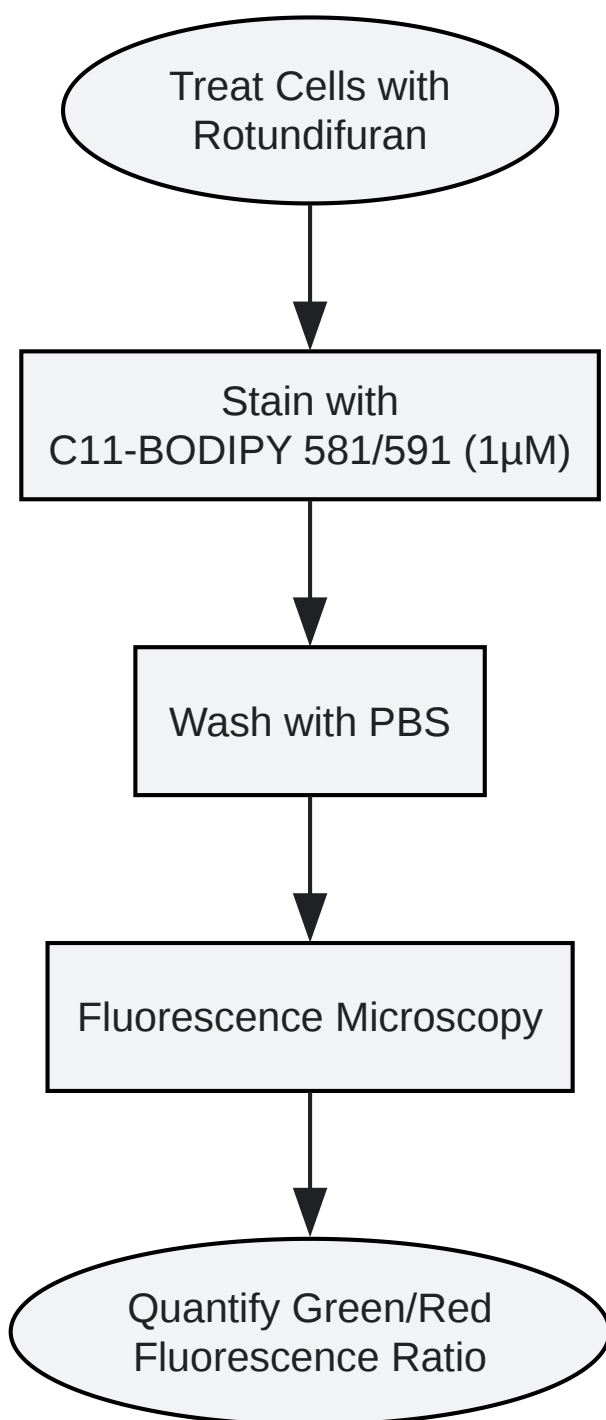 Treat Cells with
Rotundifuran
Stain with
C11-BODIPY 581/591 (1µM)
Wash with PBS
Fluorescence Microscopy
Quantify Green/Red
Fluorescence Ratio